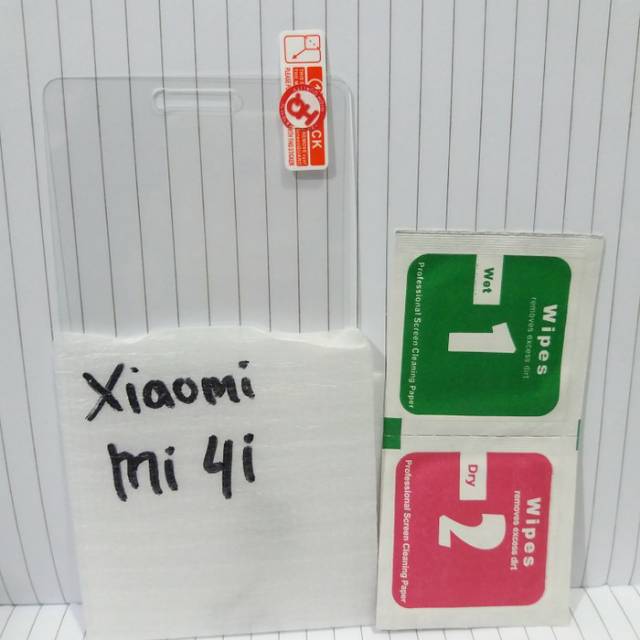 Xiaomi
mi 4i
Wet
1
Wipes
removes excess dirt
Professional Screen Cleaning Paper
Dry
2
Wipes
removes excess dirt
Professional Screen Cleaning Paper